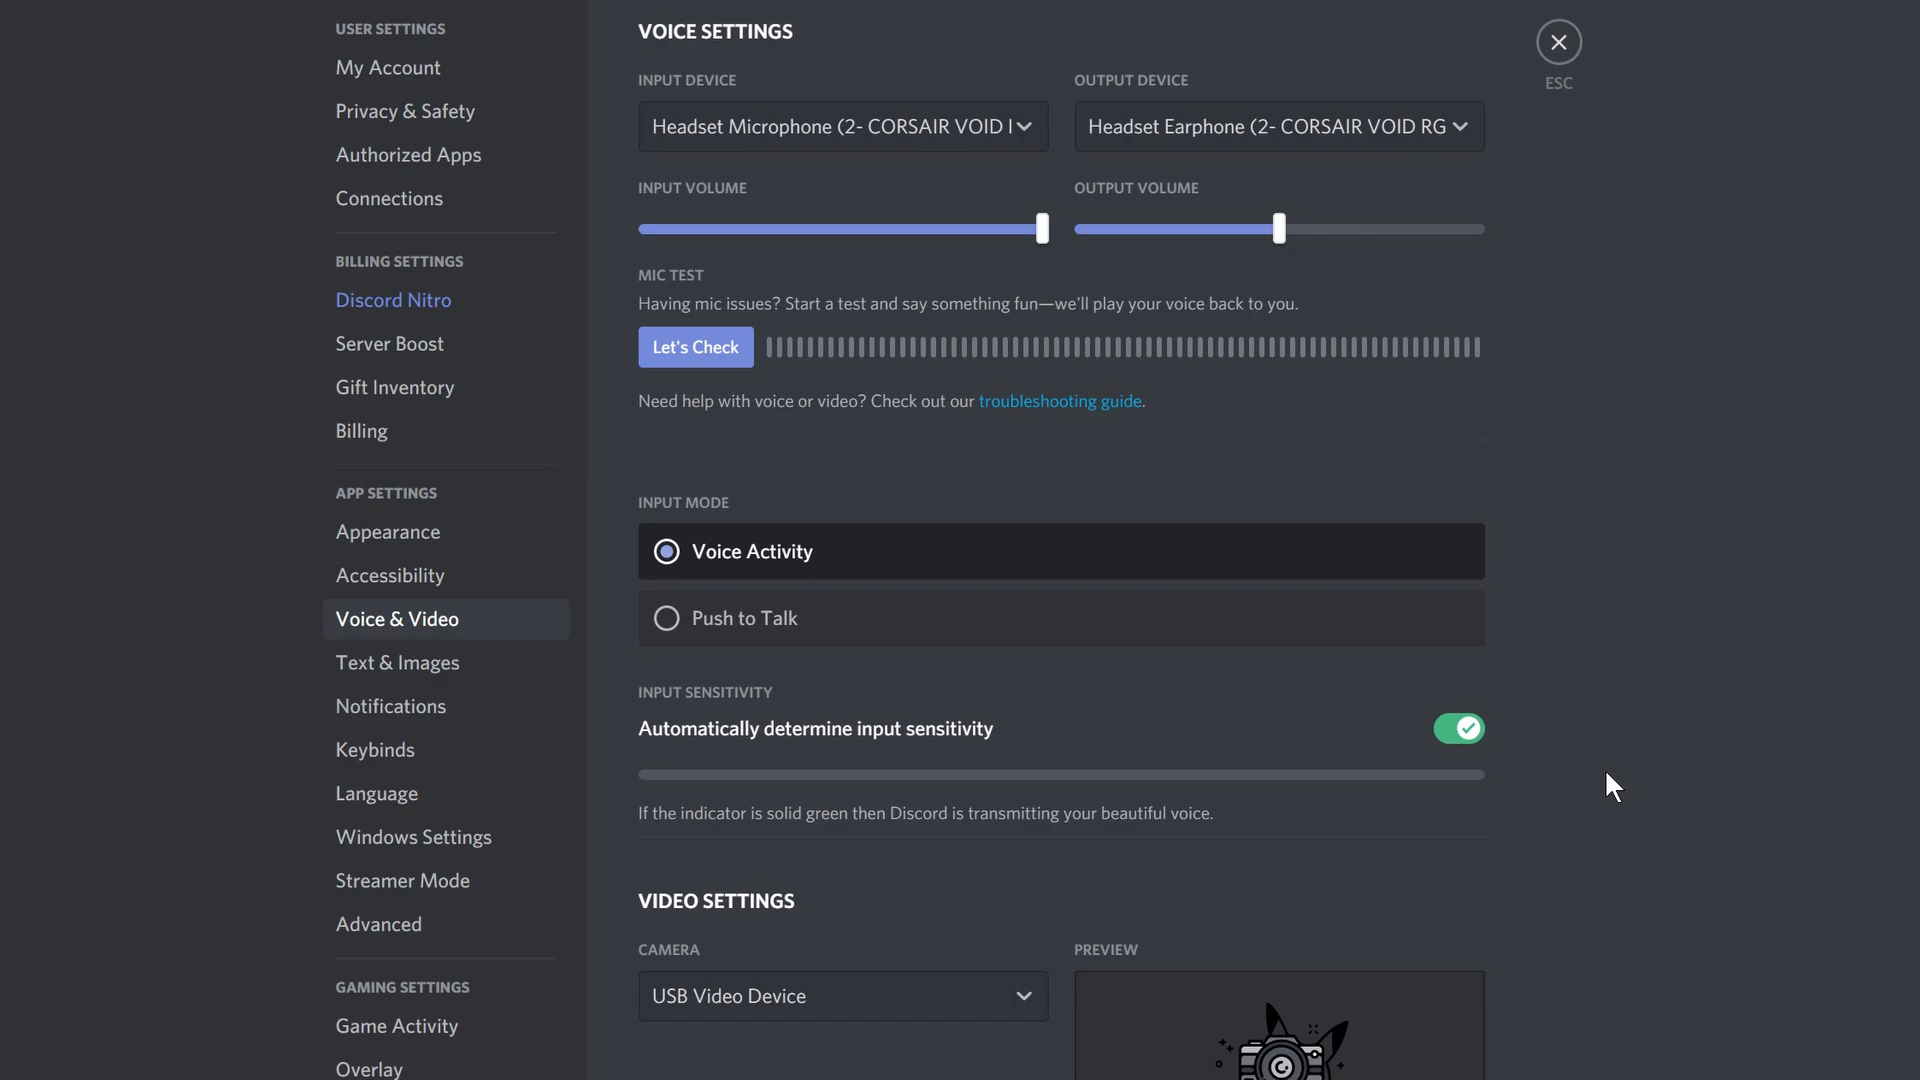 USER SETTINGS
My Account
Privacy & Safety
Authorized Apps
Connections
BILLING SETTINGS
Discord Nitro
Server Boost
Gift Inventory
Billing
APP SETTINGS
Appearance
Accessibility
Voice & Video
Text & Images
Notifications
Keybinds
Language
Windows Settings
Streamer Mode
Advanced
GAMING SETTINGS
Game Activity
Overlay
VOICE SETTINGS
INPUT DEVICE
Headset Microphone (2- CORSAIR VOID
OUTPUT DEVICE
Headset Earphone (2- CORSAIR VOID RG
INPUT VOLUME
OUTPUT VOLUME
MIC TEST
Having mic issues? Start a test and say something fun—we'll play your voice back to you.
Let's Check
Need help with voice or video? Check out our troubleshooting guide.
INPUT MODE
Voice Activity
Push to Talk
INPUT SENSITIVITY
Automatically determine input sensitivity
If the indicator is solid green then Discord is transmitting your beautiful voice.
VIDEO SETTINGS
CAMERA
USB Video Device
PREVIEW
ESC